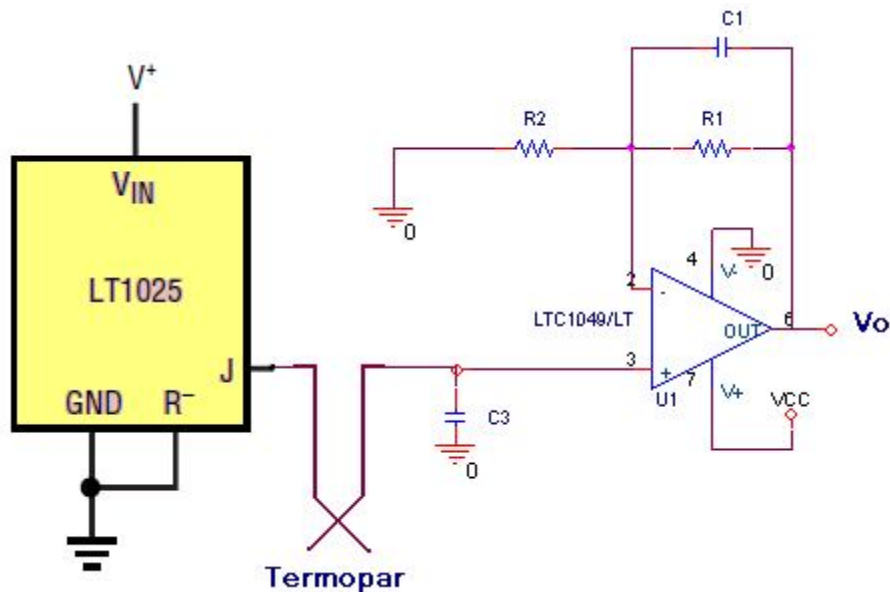 C1
V+
R2
R1
VIN
0
4
V-
0
LT1025
2
-
LTC1049/LT
OUT
6
Vo
J
3
+
7
V+
U1
VCC
GND
R–
C3
0
Termopar